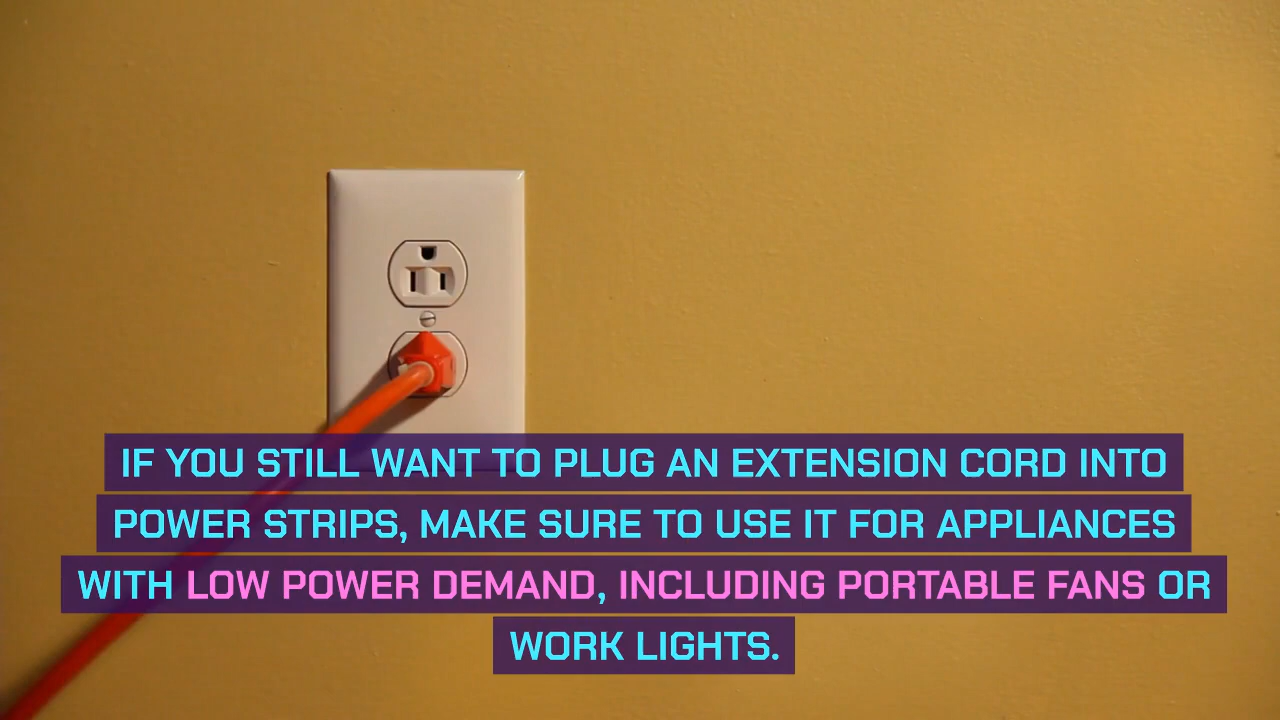 IF YOU STILL WANT TO PLUG AN EXTENSION CORD INTO
POWER STRIPS, MAKE SURE TO USE IT FOR APPLIANCES
WITH LOW POWER DEMAND, INCLUDING PORTABLE FANS OR
WORK LIGHTS.